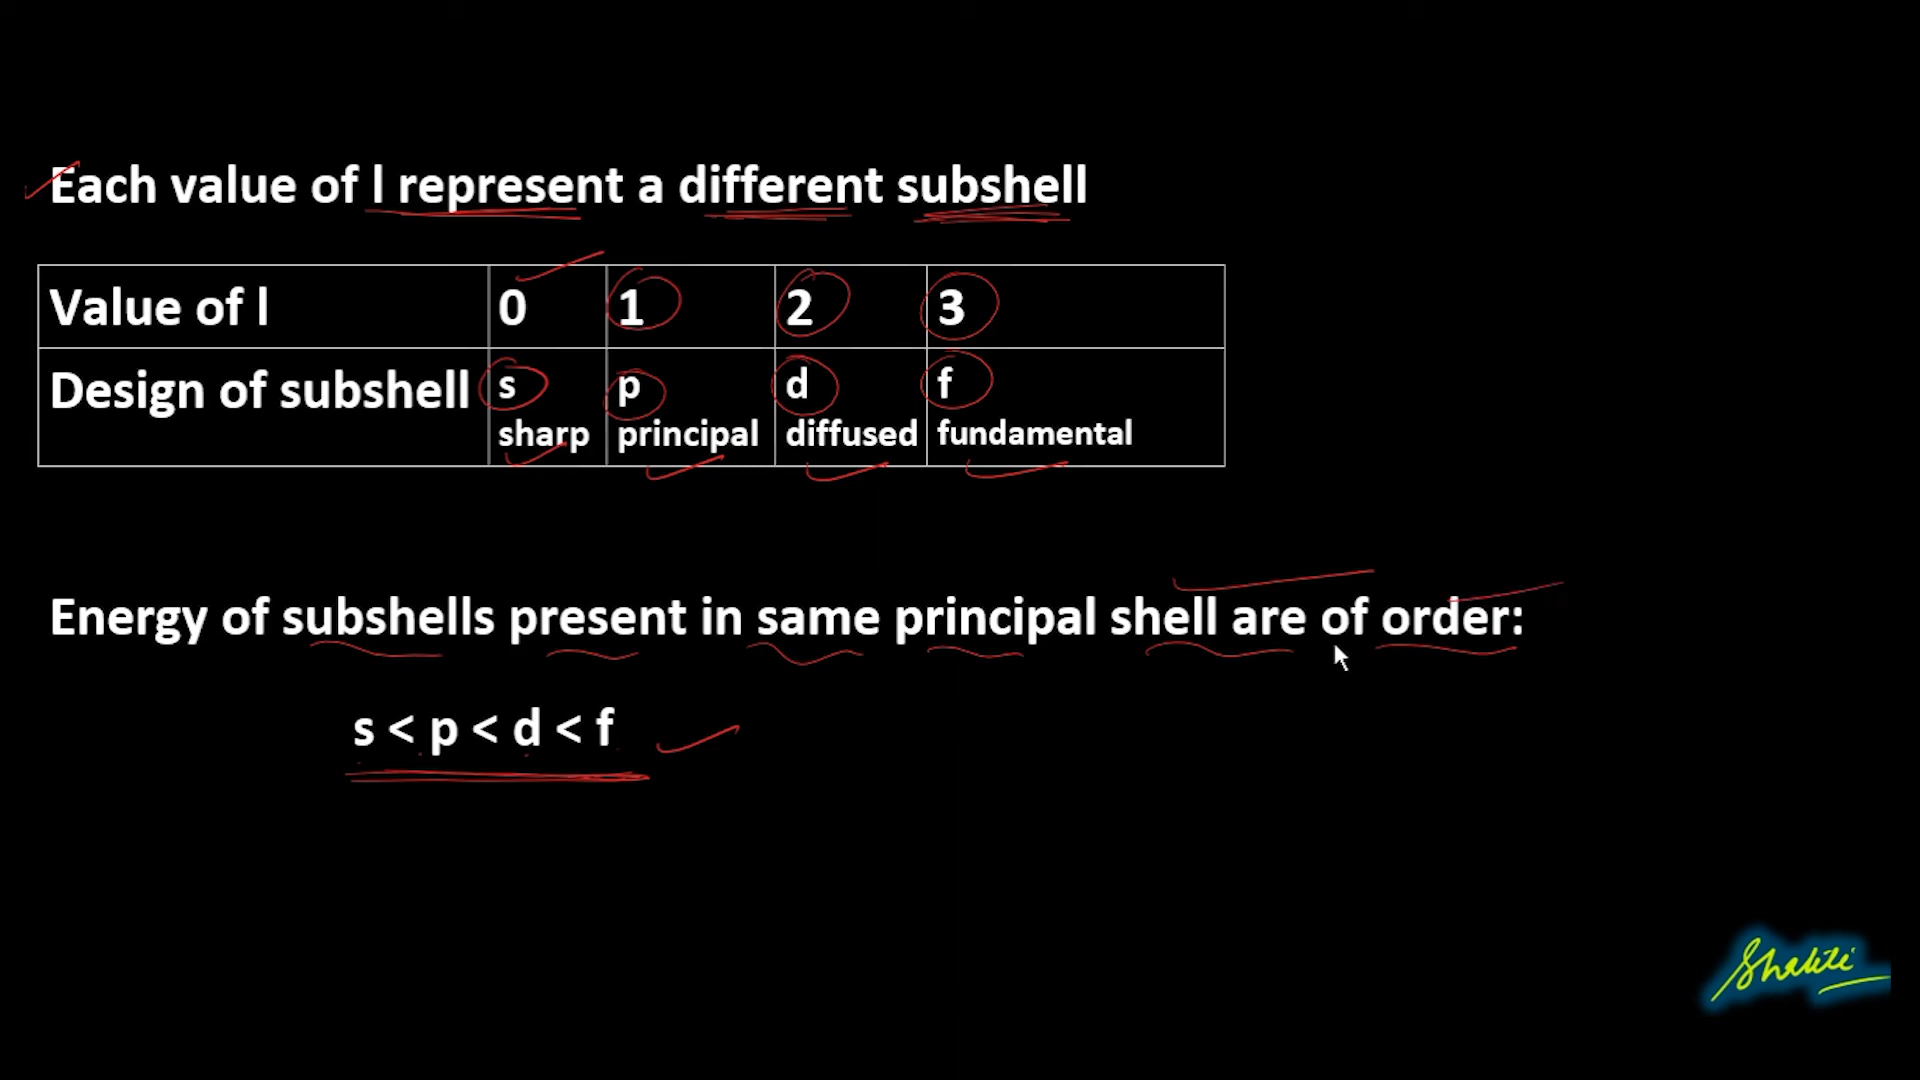 Each value of l represent a different subshell
Value of l 0 1 2 3
Design of subshell s p d f
sharp principal diffused fundamental
Energy of subshells present in same principal shell are of order:
s < p < d < f
Shakti